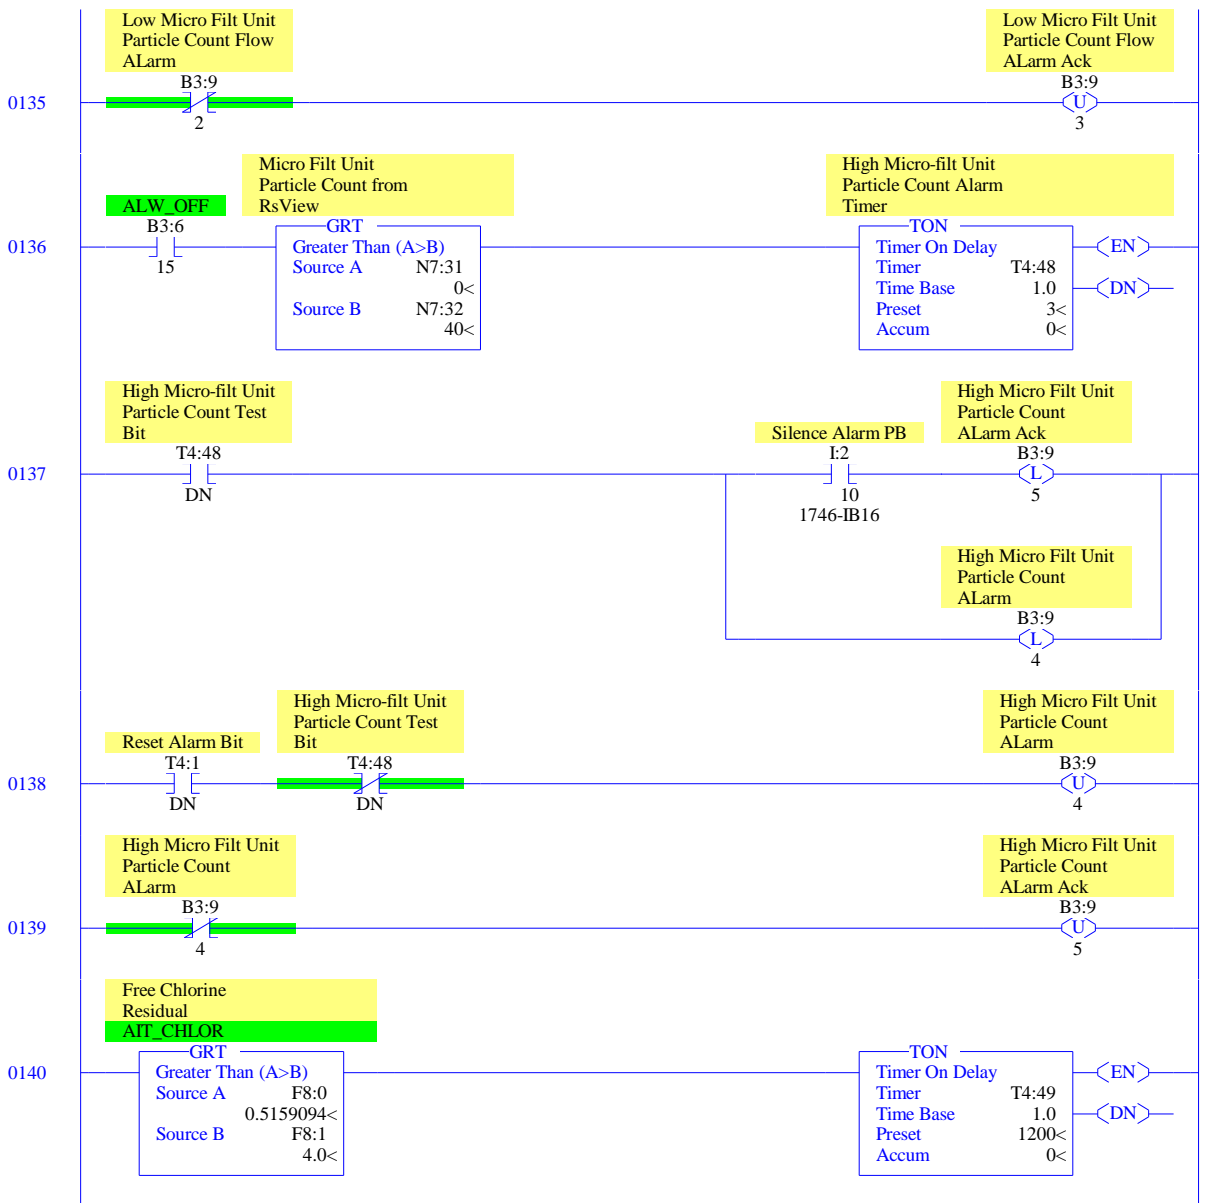 Low Micro Filt Unit
Particle Count Flow
ALarm
B3:9
2
Low Micro Filt Unit
Particle Count Flow
ALarm Ack
B3:9
U
3
0135
Micro Filt Unit
Particle Count from
RsView
High Micro-filt Unit
Particle Count Alarm
Timer
ALW_OFF
B3:6
15
0136
GRT
Greater Than (A>B)
Source A N7:31
0<
Source B N7:32
40<
TON
Timer On Delay
Timer T4:48
Time Base 1.0
Preset 3<
Accum 0<
EN
DN
High Micro-filt Unit
Particle Count Test
Bit
T4:48
DN
0137
Silence Alarm PB
I:2
10
1746-IB16
High Micro Filt Unit
Particle Count
ALarm Ack
B3:9
L
5
High Micro Filt Unit
Particle Count
ALarm
B3:9
L
4
Reset Alarm Bit
T4:1
DN
High Micro-filt Unit
Particle Count Test
Bit
T4:48
DN
High Micro Filt Unit
Particle Count
ALarm
B3:9
U
4
0138
High Micro Filt Unit
Particle Count
ALarm
B3:9
4
High Micro Filt Unit
Particle Count
ALarm Ack
B3:9
U
5
0139
Free Chlorine
Residual
AIT_CHLOR
0140
GRT
Greater Than (A>B)
Source A F8:0
0.5159094<
Source B F8:1
4.0<
TON
Timer On Delay
Timer T4:49
Time Base 1.0
Preset 1200<
Accum 0<
EN
DN